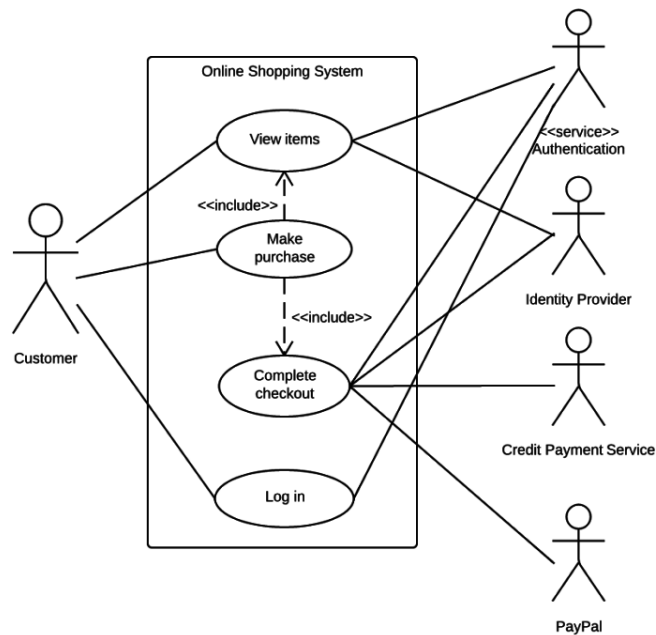 Online Shopping System
View items
<<service>>
Authentication
<<include>>
Make
purchase
Identity Provider
<<include>>
Customer
Complete
checkout
Credit Payment Service
Log in
PayPal